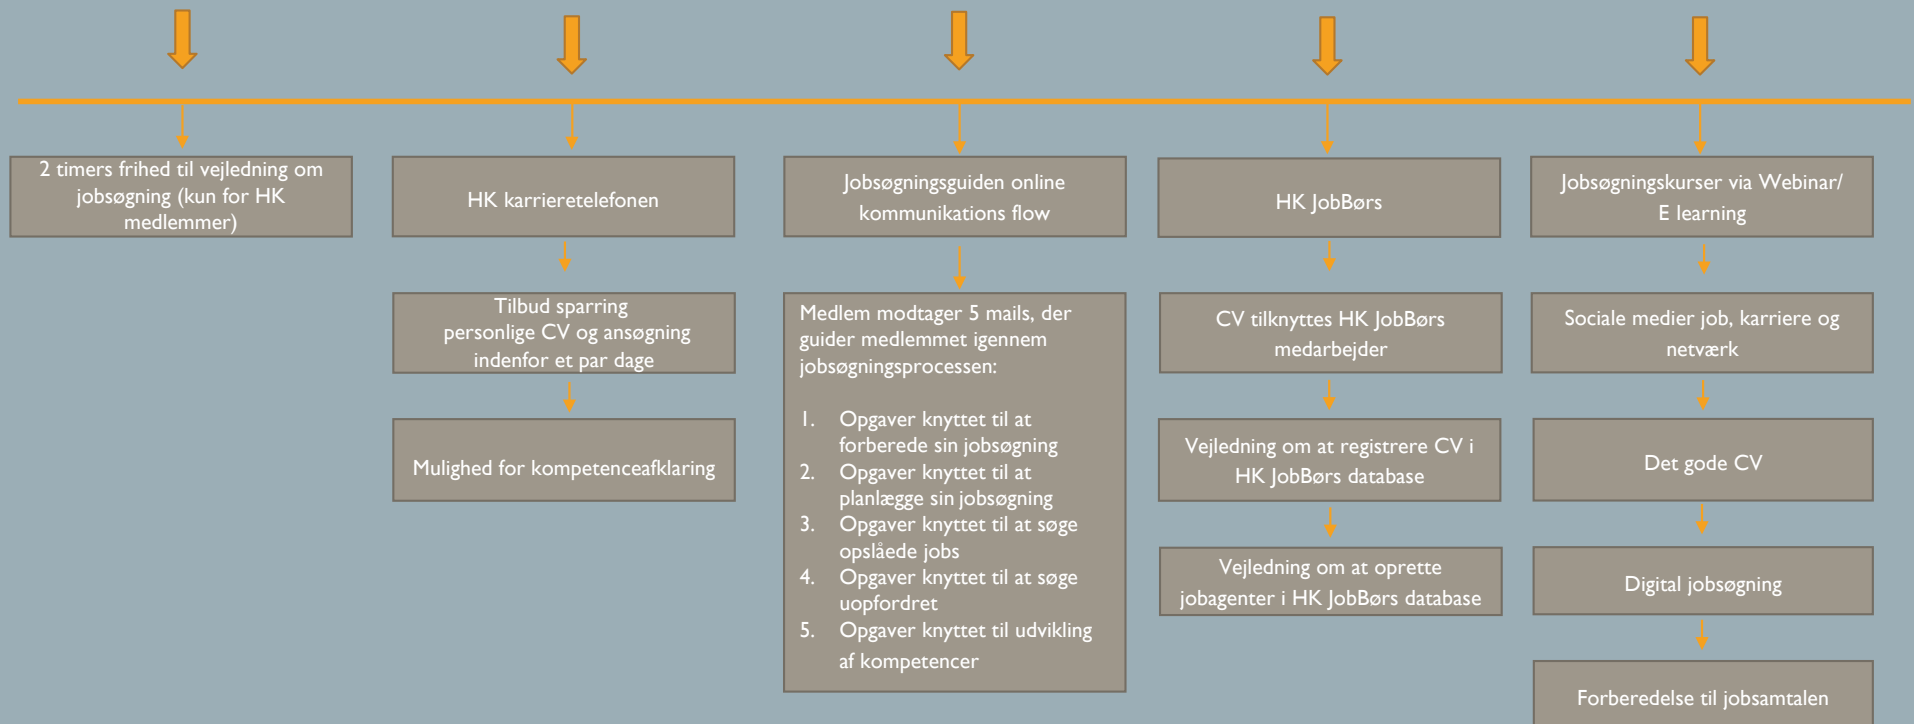 2 timers frihed til vejledning om
jobsøgning (kun for HK
medlemmer)
HK karrieretelefonen
Tilbud sparring
personlige CV og ansøgning
indenfor et par dage
Mulighed for kompetenceafklaring
Jobsøgningsguiden online
kommunikations flow
Medlem modtager 5 mails, der
guider medlemmet igennem
jobsøgningsprocessen:
1. Opgaver knyttet til at
forberede sin jobsøgning
2. Opgaver knyttet til at
planlægge sin jobsøgning
3. Opgaver knyttet til at søge
opslåede jobs
4. Opgaver knyttet til at søge
uopfordret
5. Opgaver knyttet til udvikling
af kompetencer
HK JobBørs
CV tilknyttes HK JobBørs
medarbejder
Vejledning om at registrere CV i
HK JobBørs database
Vejledning om at oprette
jobagenter i HK JobBørs database
Jobsøgningskurser via Webinar/
E learning
Sociale medier job, karriere og
netværk
Det gode CV
Digital jobsøgning
Forberedelse til jobsamtalen